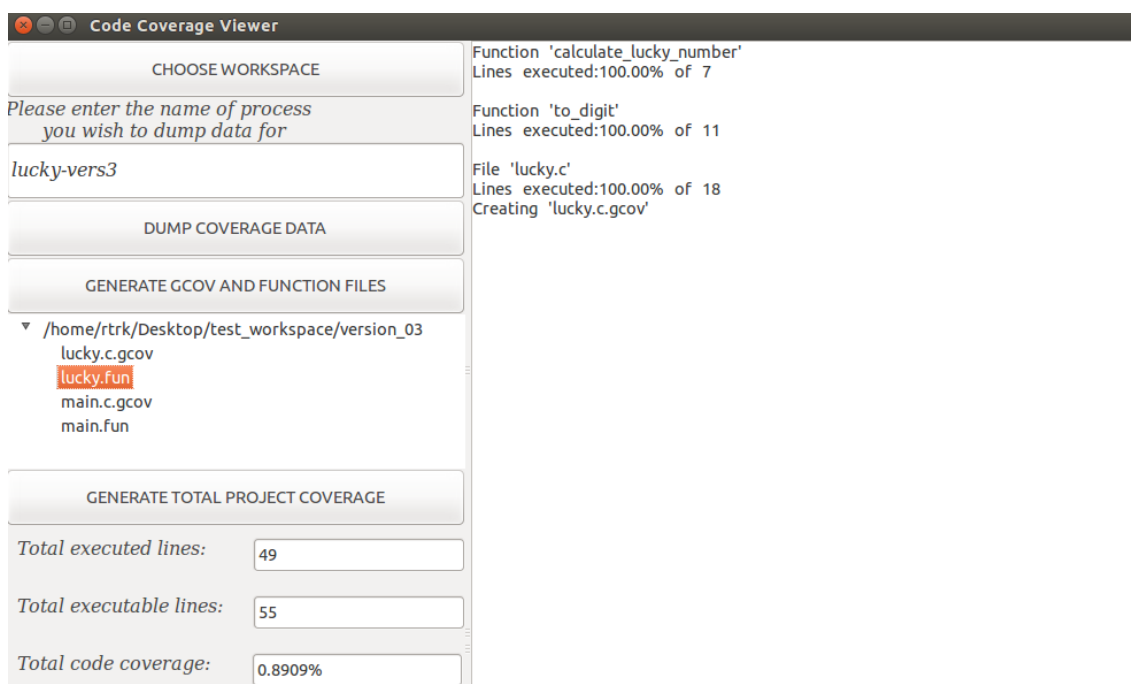 Code Coverage Viewer
CHOOSE WORKSPACE
Please enter the name of process
you wish to dump data for
lucky-vers3
DUMP COVERAGE DATA
GENERATE GCOV AND FUNCTION FILES
/home/rtrk/Desktop/test_workspace/version_03
lucky.c.gcov
lucky.fun
main.c.gcov
main.fun
GENERATE TOTAL PROJECT COVERAGE
Total executed lines: 49
Total executable lines: 55
Total code coverage: 0.8909%
Function 'calculate_lucky_number'
Lines executed:100.00% of 7
Function 'to_digit'
Lines executed:100.00% of 11
File 'lucky.c'
Lines executed:100.00% of 18
Creating 'lucky.c.gcov'